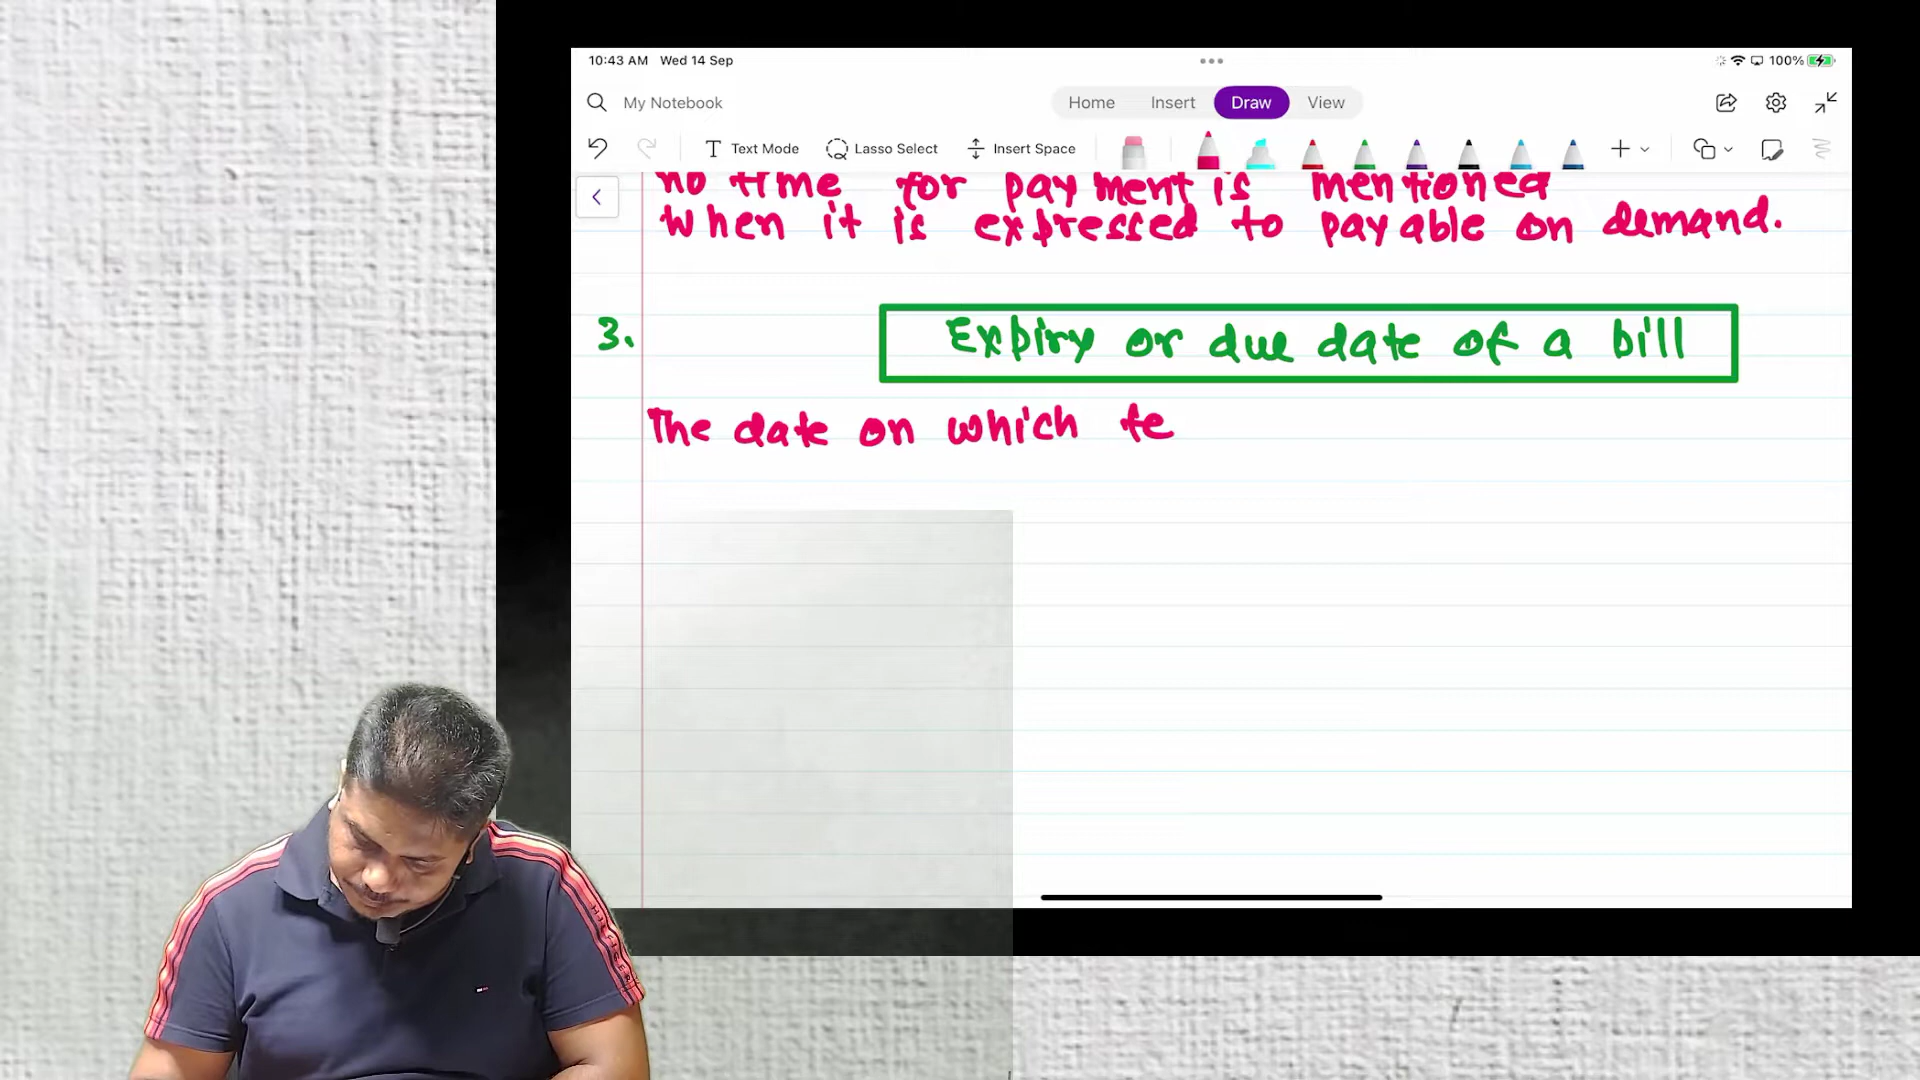 10:43 AM Wed 14 Sep
100%
My Notebook
Home Insert Draw View
Text Mode Lasso Select Insert Space
no time for payment is mentioned
when it is expressed to payable on demand.
3. Expiry or due date of a bill
The date on which te